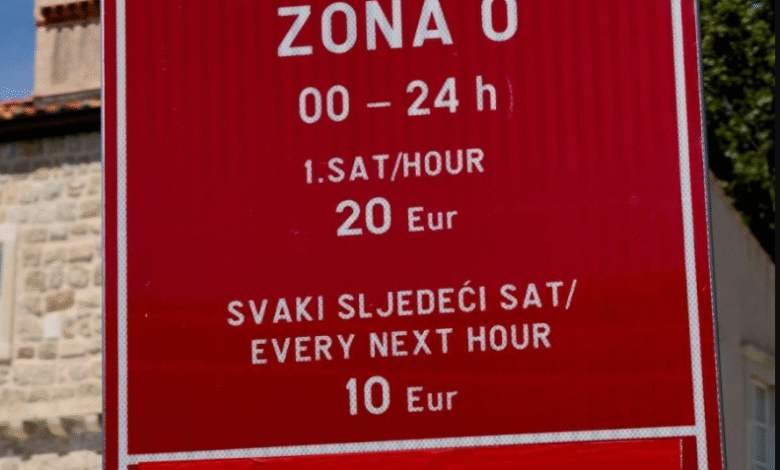 ZONA 0
00 – 24 h
1.SAT/HOUR
20 Eur
SVAKI SLJEDEĆI SAT/
EVERY NEXT HOUR
10 Eur